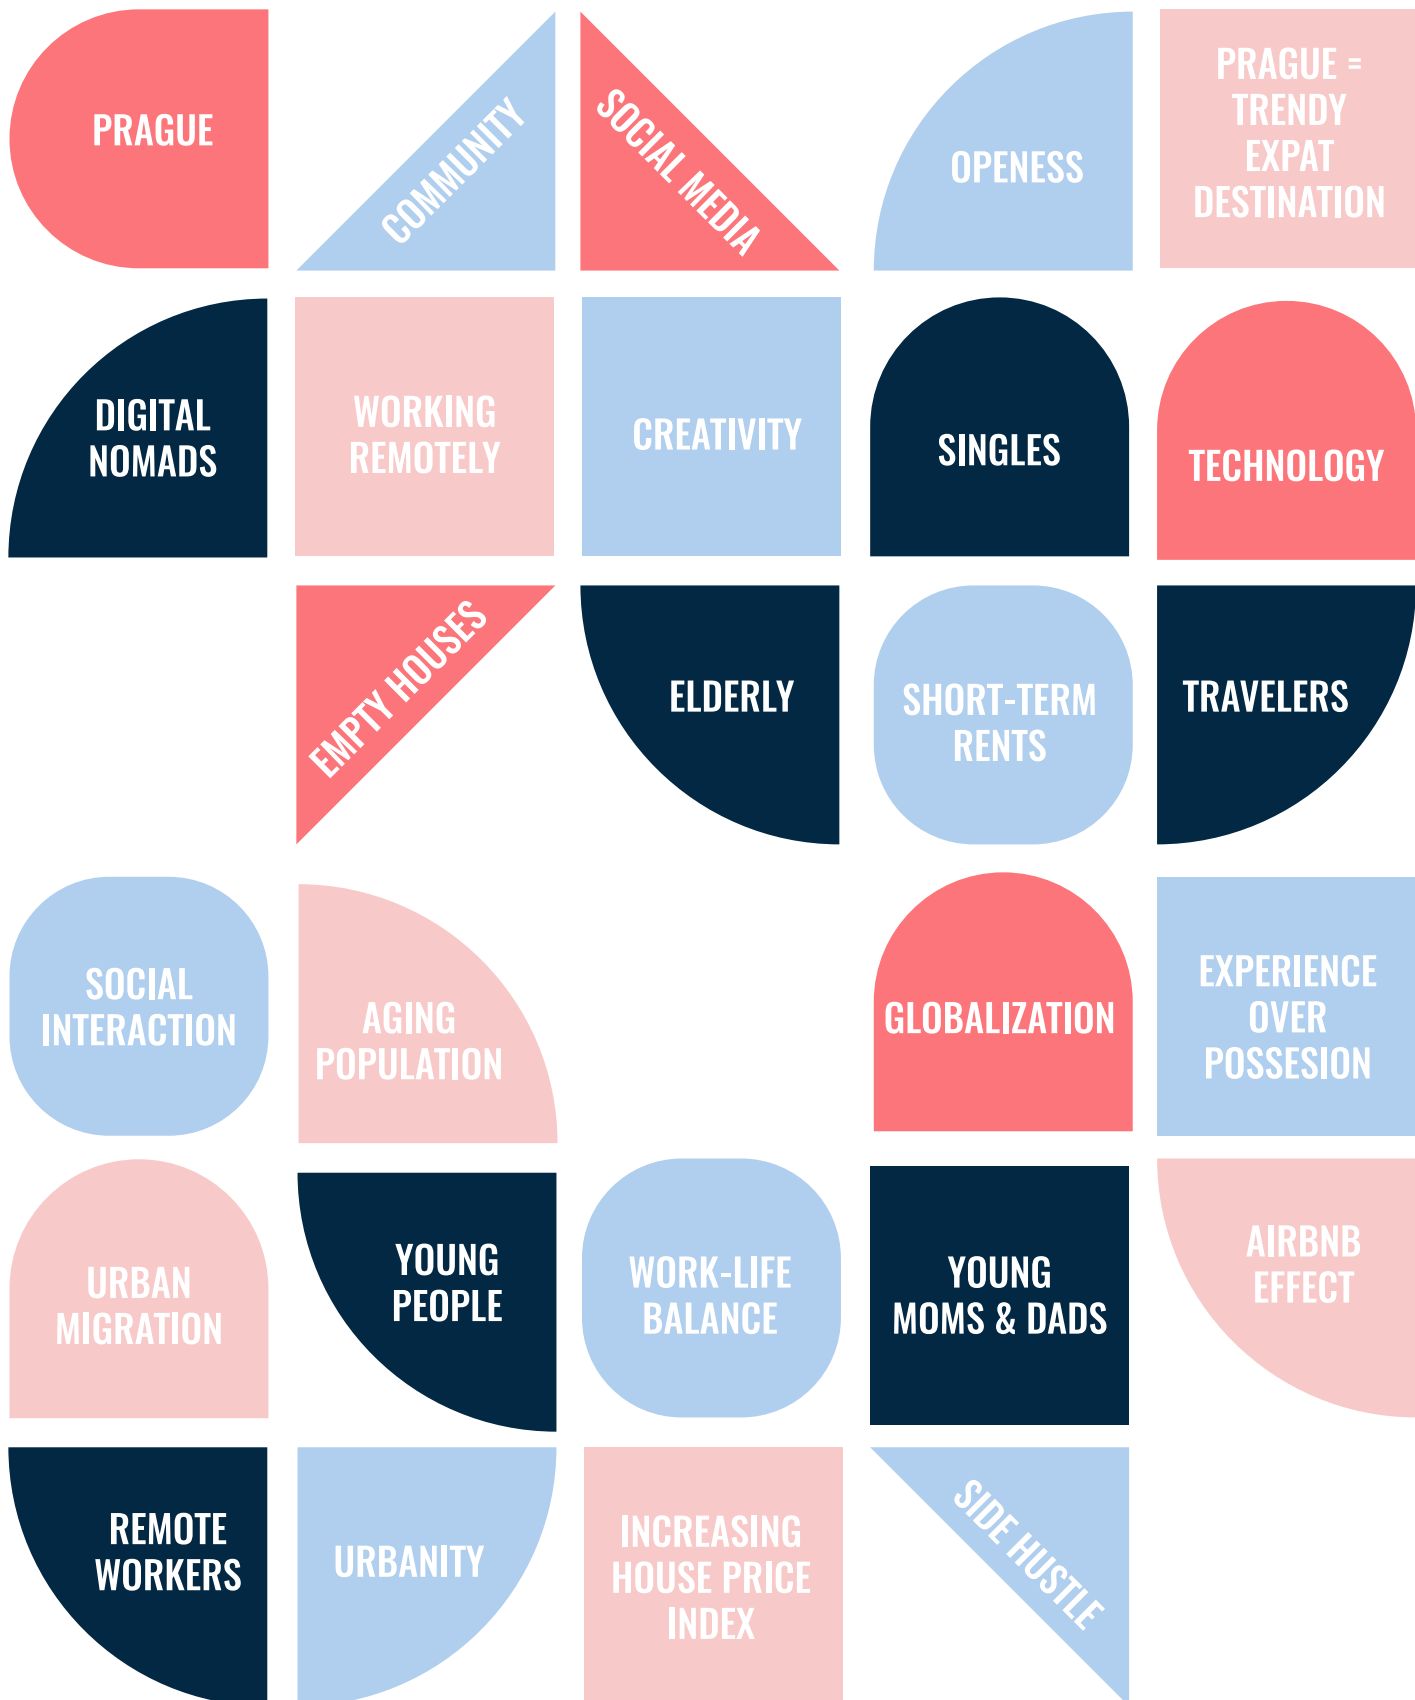 PRAGUE
COMMUNITY
SOCIAL MEDIA
OPENESS
PRAGUE =
TRENDY
EXPAT
DESTINATION
DIGITAL
NOMADS
WORKING
REMOTELY
CREATIVITY
SINGLES
TECHNOLOGY
EMPTY HOUSES
ELDERLY
SHORT-TERM
RENTS
TRAVELERS
SOCIAL
INTERACTION
AGING
POPULATION
GLOBALIZATION
EXPERIENCE
OVER
POSSESION
URBAN
MIGRATION
YOUNG
PEOPLE
WORK-LIFE
BALANCE
YOUNG
MOMS & DADS
AIRBNB
EFFECT
REMOTE
WORKERS
URBANITY
INCREASING
HOUSE PRICE
INDEX
SIDE HUSTLE